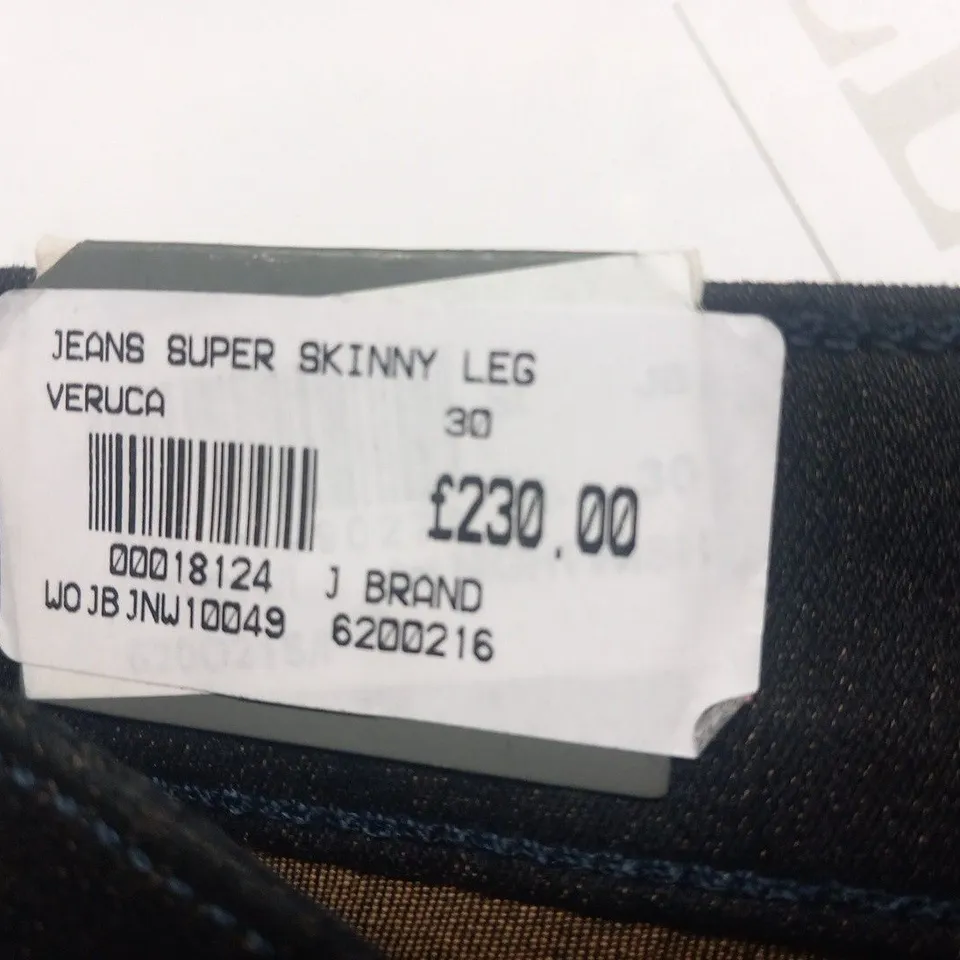 JEANS SUPER SKINNY LEG
VERUCA 30
£230.00
00018124 J BRAND
WOJBJNW10049 6200216